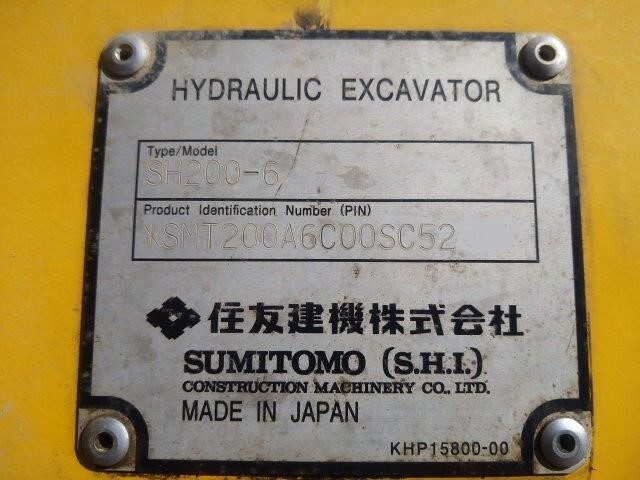 HYDRAULIC EXCAVATOR
Type/Model
SH200-6
Product Identification Number (PIN)
*SMT200A6C00SC52
住友建機株式会社
SUMITOMO (S.H.I.)
CONSTRUCTION MACHINERY CO., LTD.
MADE IN JAPAN
KHP15800-00